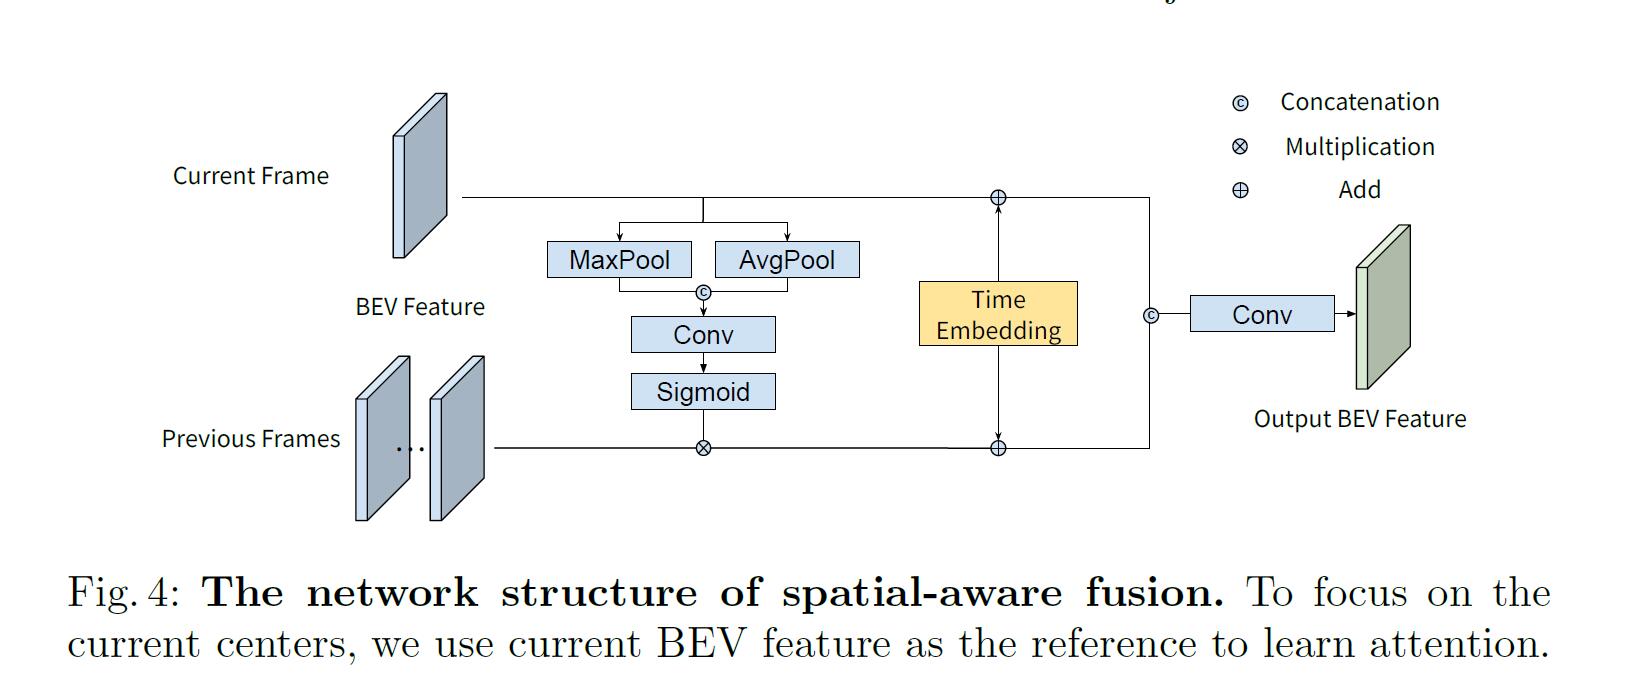 Concatenation
Multiplication
Add
Current Frame
MaxPool
AvgPool
C
Conv
Sigmoid
Time
Embedding
BEV Feature
Previous Frames
...
C
Conv
Output BEV Feature
C
Fig. 4: The network structure of spatial-aware fusion. To focus on the
current centers, we use current BEV feature as the reference to learn attention.